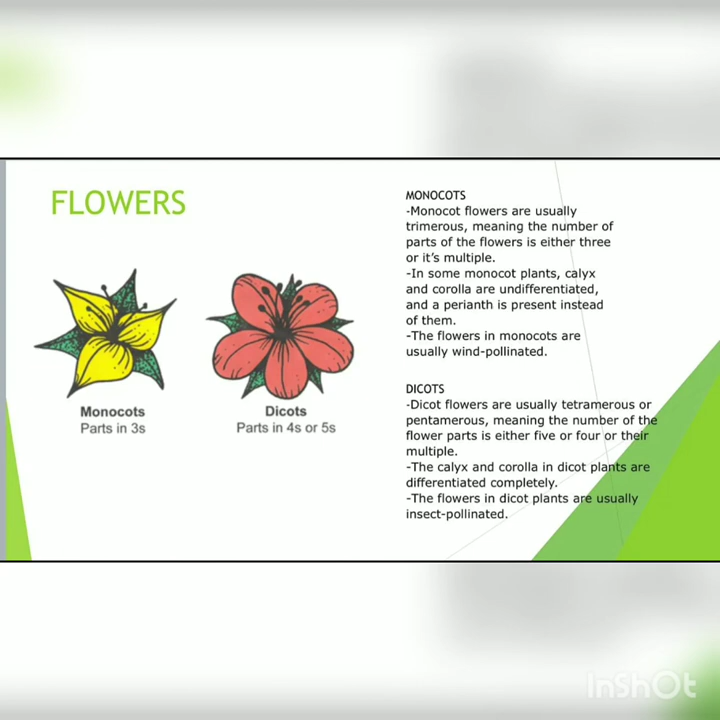 FLOWERS
Monocots
Parts in 3s
Dicots
Parts in 4s or 5s
MONOCOTS
-Monocot flowers are usually
trimerous, meaning the number of
parts of the flowers is either three
or it's multiple.
-In some monocot plants, calyx
and corolla are undifferentiated,
and a perianth is present instead
of them.
-The flowers in monocots are
usually wind-pollinated.
DICOTS
-Dicot flowers are usually tetramerous or
pentamerous, meaning the number of the
flower parts is either five or four or their
multiple.
-The calyx and corolla in dicot plants are
differentiated completely.
-The flowers in dicot plants are usually
insect-pollinated.
InShOt